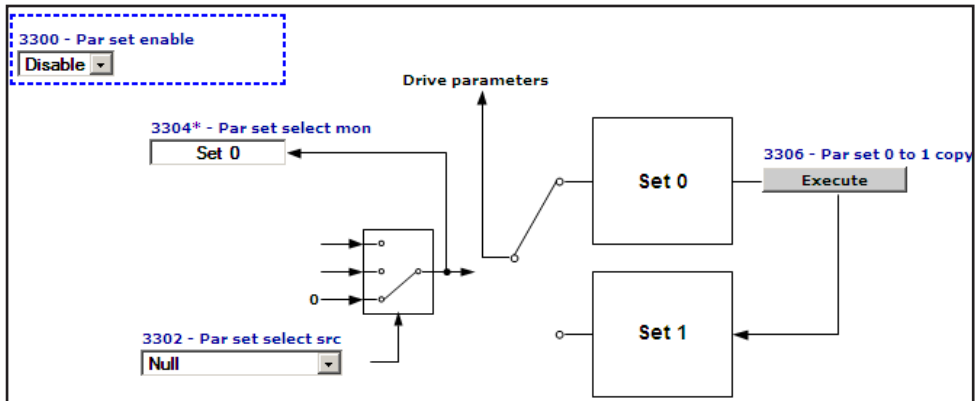 3300 - Par set enable
Disable
Drive parameters
3304* - Par set select mon
Set 0
Set 0
3306 - Par set 0 to 1 copy
Execute
0
3302 - Par set select src
Null
Set 1